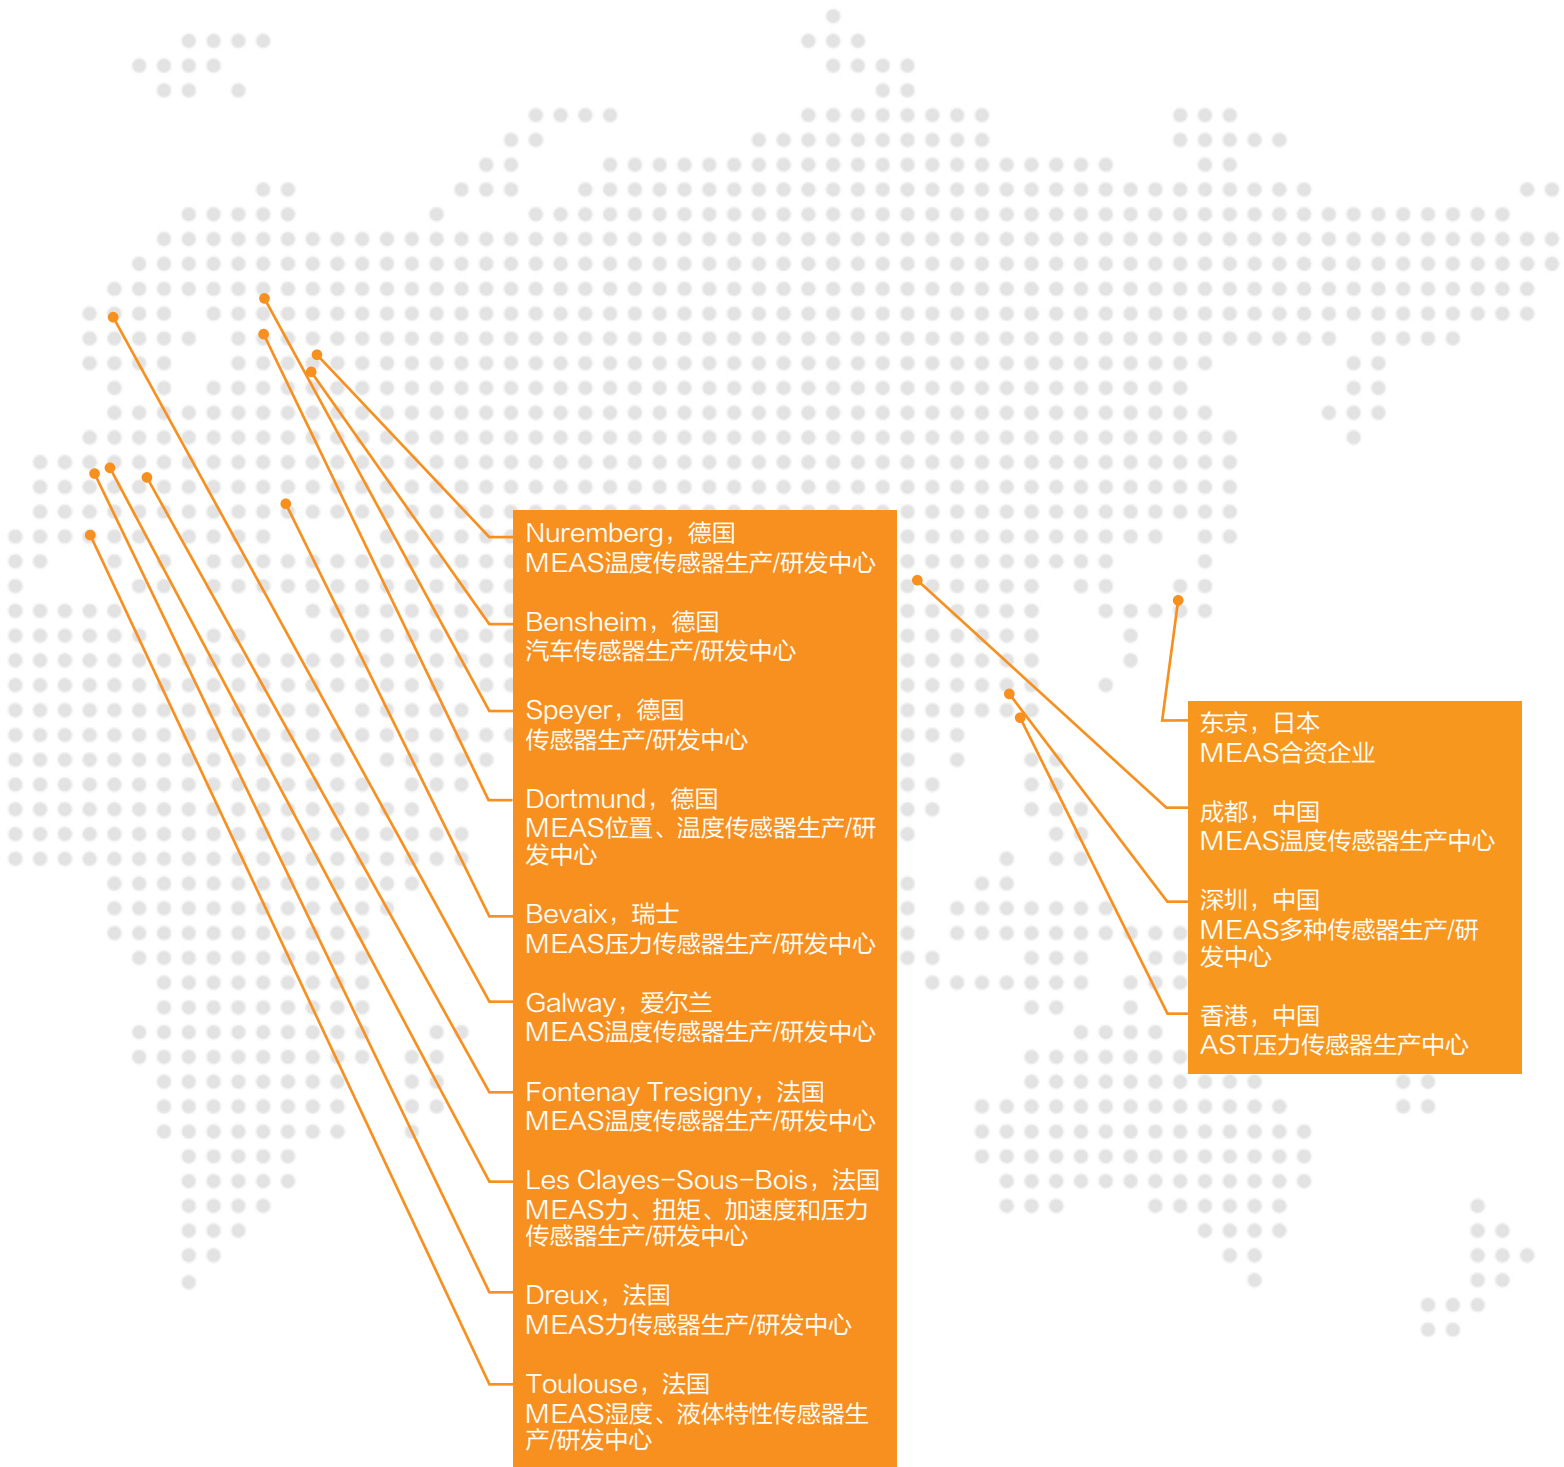 Nuremberg，德国
MEAS温度传感器生产/研发中心
Bensheim，德国
汽车传感器生产/研发中心
Speyer，德国
传感器生产/研发中心
Dortmund，德国
MEAS位置、温度传感器生产/研
发中心
Bevaix，瑞士
MEAS压力传感器生产/研发中心
Galway，爱尔兰
MEAS温度传感器生产/研发中心
Fontenay Tresigny，法国
MEAS温度传感器生产/研发中心
Les Clayes-Sous-Bois，法国
MEAS力、扭矩、加速度和压力
传感器生产/研发中心
Dreux，法国
MEAS力传感器生产/研发中心
Toulouse，法国
MEAS湿度、液体特性传感器生
产/研发中心
东京，日本
MEAS合资企业
成都，中国
MEAS温度传感器生产中心
深圳，中国
MEAS多种传感器生产/研
发中心
香港，中国
AST压力传感器生产中心